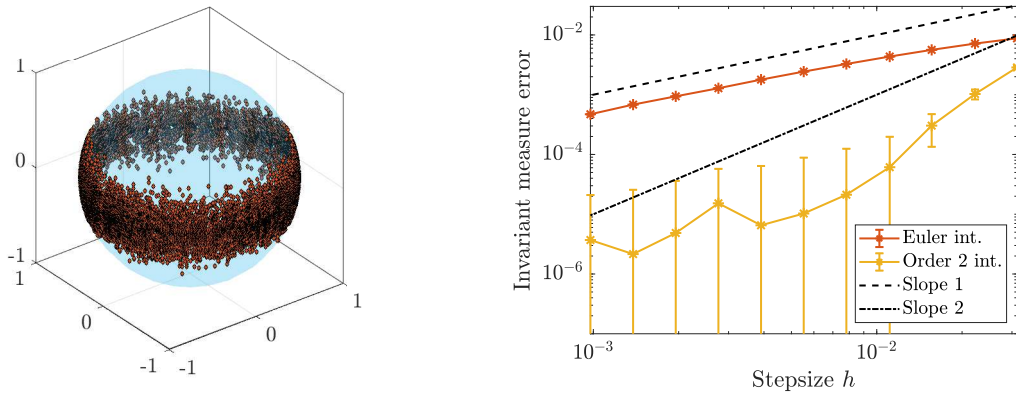 1
0
-1
1
0
-1
-1
0
1
Invariant measure error
10^{-2}
10^{-4}
10^{-6}
10^{-3}
10^{-2}
Stepsize h
Euler int.
Order 2 int.
Slope 1
Slope 2